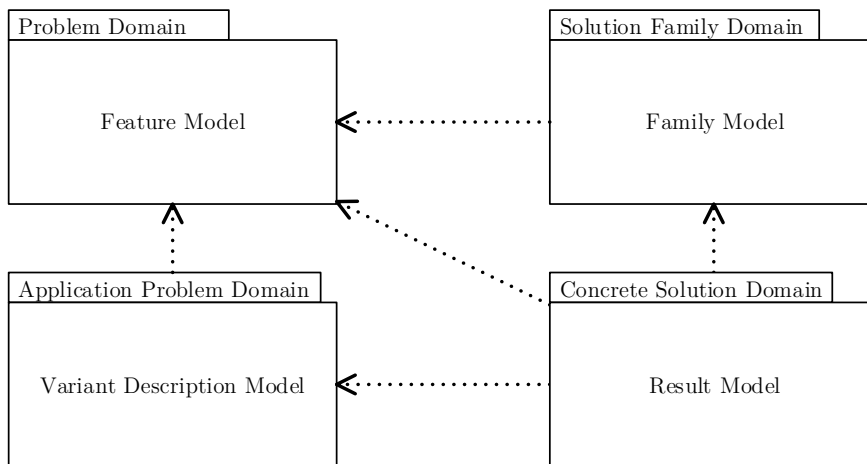 Problem Domain
Solution Family Domain
Feature Model
Family Model
Application Problem Domain
Concrete Solution Domain
Variant Description Model
Result Model